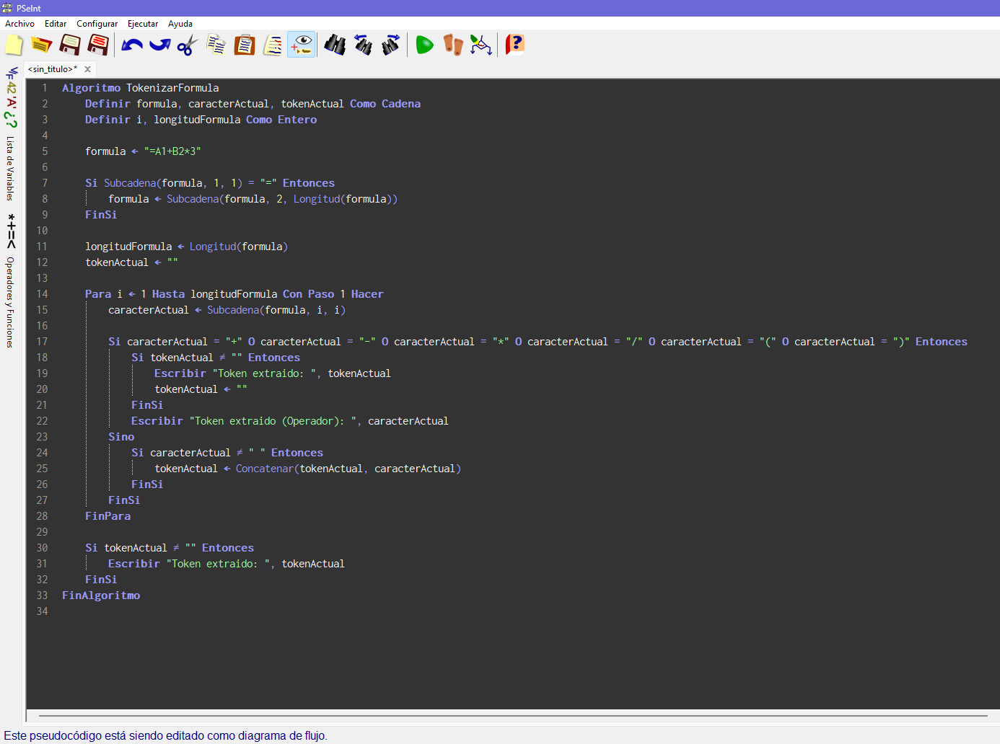 PSeInt
Archivo Editar Configurar Ejecutar Ayuda
<sin_titulo>*
Lista de Variables
*+=<
Operadores y Funciones
1 Algoritmo TokenizarFormula
2 Definir formula, caracterActual, tokenActual Como Cadena
3 Definir i, longitudFormula Como Entero
4
5 formula ← "=A1+B2*3"
6
7 Si Subcadena(formula, 1, 1) = "=" Entonces
8 formula ← Subcadena(formula, 2, Longitud(formula))
9 FinSi
10
11 longitudFormula ← Longitud(formula)
12 tokenActual ← ""
13
14 Para i ← 1 Hasta longitudFormula Con Paso 1 Hacer
15 caracterActual ← Subcadena(formula, i, i)
16
17 Si caracterActual = "+" O caracterActual = "-" O caracterActual = "*" O caracterActual = "/" O caracterActual = "(" O caracterActual = ")" Entonces
18 Si tokenActual ≠ "" Entonces
19 Escribir "Token extraido: ", tokenActual
20 tokenActual ← ""
21 FinSi
22 Escribir "Token extraido (Operador): ", caracterActual
23 Sino
24 Si caracterActual ≠ " " Entonces
25 tokenActual ← Concatenar(tokenActual, caracterActual)
26 FinSi
27 FinSi
28 FinPara
29
30 Si tokenActual ≠ "" Entonces
31 Escribir "Token extraido: ", tokenActual
32 FinSi
33 FinAlgoritmo
34
Este pseudocódigo está siendo editado como diagrama de flujo.